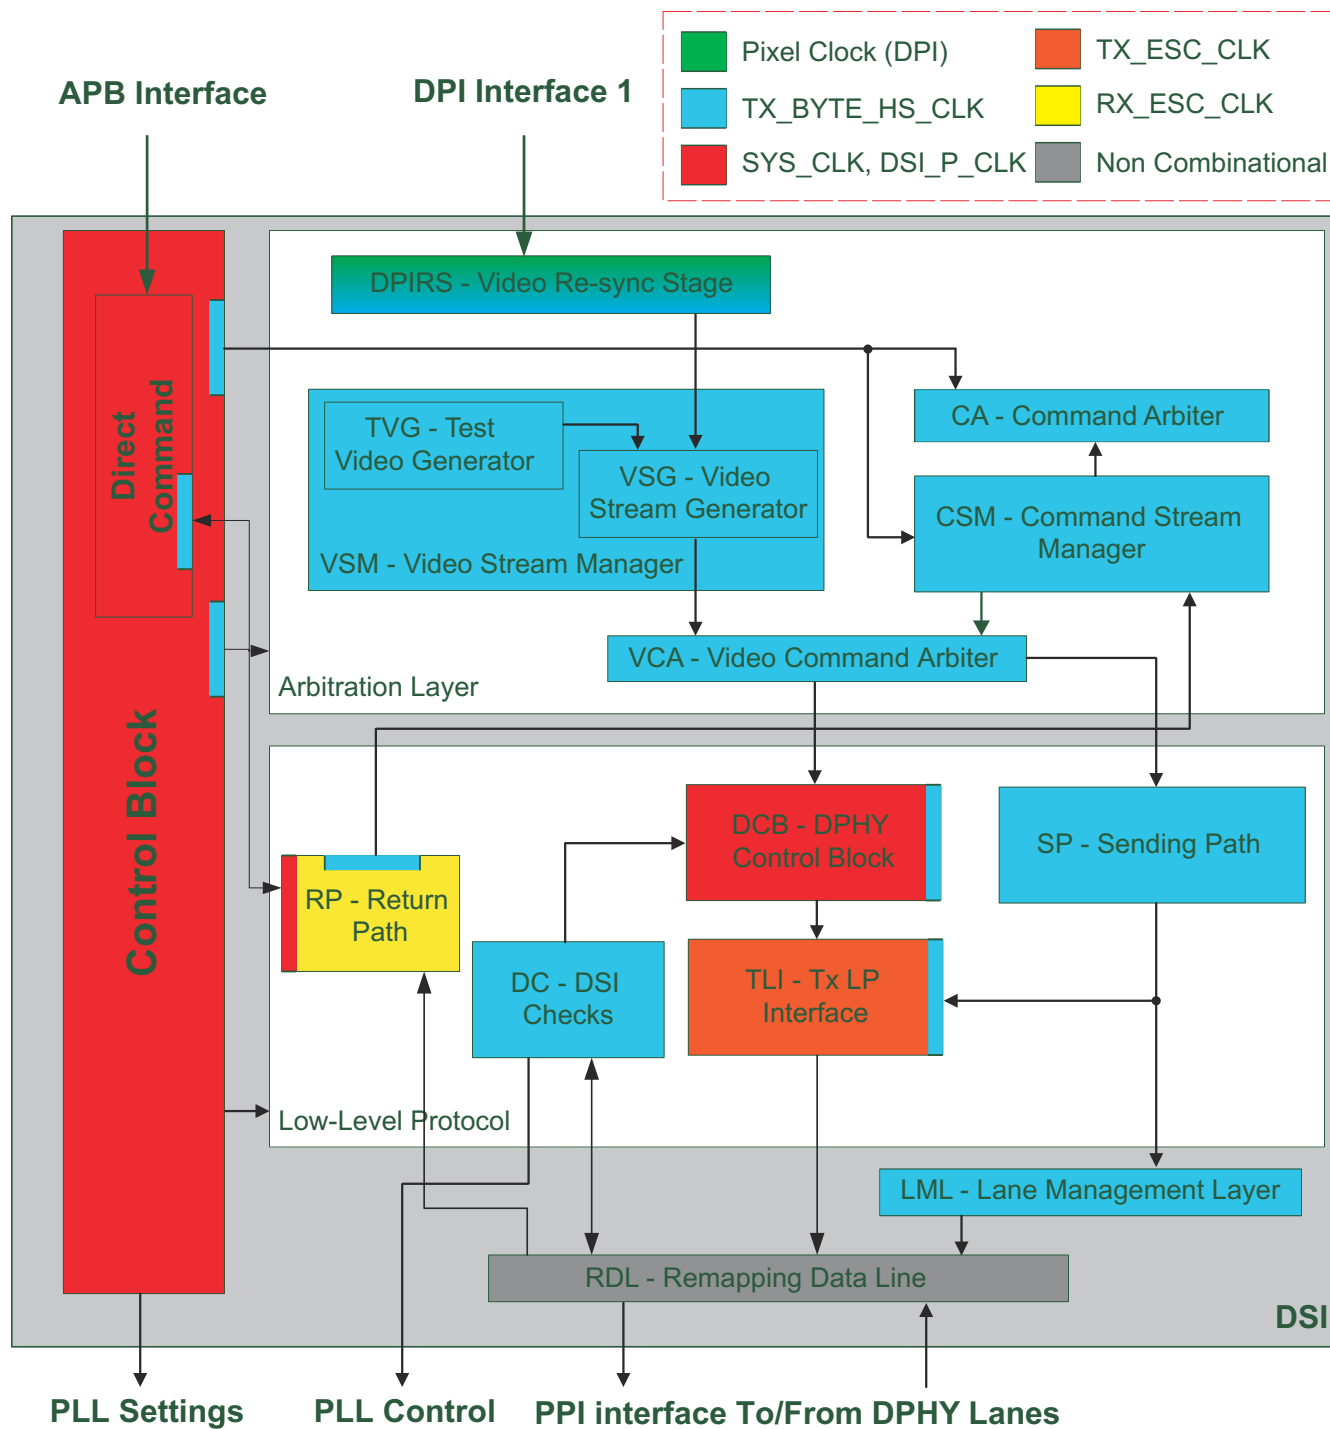 Pixel Clock (DPI)
TX_ESC_CLK
TX_BYTE_HS_CLK
RX_ESC_CLK
SYS_CLK, DSI_P_CLK
Non Combinational
APB Interface
DPI Interface 1
DPIRS - Video Re-sync Stage
Direct
Command
TVG - Test
Video Generator
VSG - Video
Stream Generator
VSM - Video Stream Manager
CA - Command Arbiter
CSM - Command Stream
Manager
VCA - Video Command Arbiter
Arbitration Layer
Control Block
DCB - DPHY
Control Block
SP - Sending Path
RP - Return
Path
DC - DSI
Checks
TLI - Tx LP
Interface
Low-Level Protocol
LML - Lane Management Layer
RDL - Remapping Data Line
DSI
PLL Settings
PLL Control
PPI interface To/From DPHY Lanes